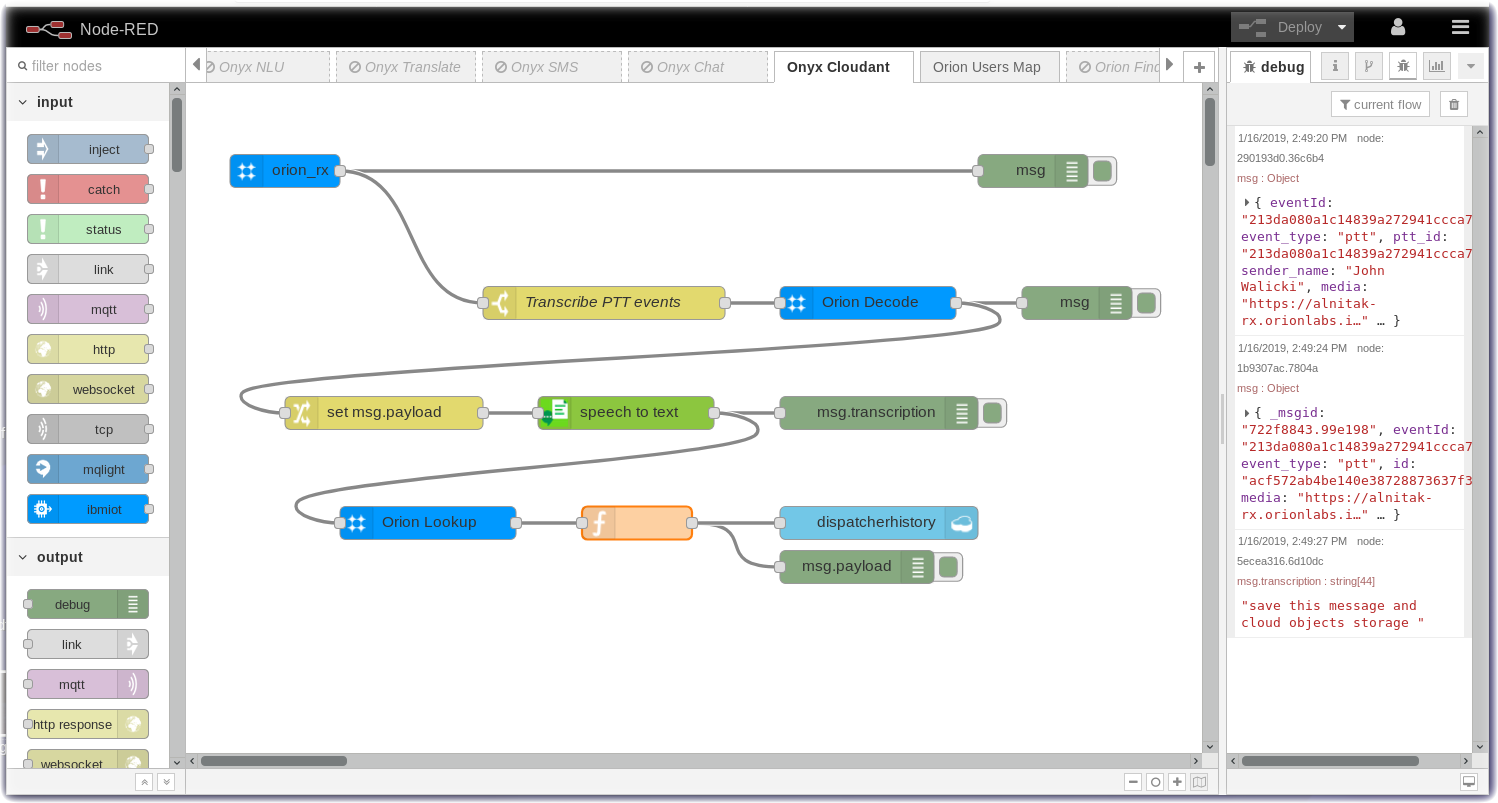 Node-RED
Deploy
filter nodes
Onyx NLU
Onyx Translate
Onyx SMS
Onyx Chat
Onyx Cloudant
Orion Users Map
Orion Find
debug
current flow
input
inject
catch
status
link
mqtt
http
websocket
tcp
mqlight
ibmiot
output
debug
link
mqtt
http response
websocket
orion_rx
msg
Transcribe PTT events
Orion Decode
msg
set msg.payload
speech to text
msg.transcription
Orion Lookup
dispatcherhistory
msg.payload
1/16/2019, 2:49:20 PM node:
290193d0.36c6b4
msg : Object
{ eventId:
"213da080a1c14839a272941ccca7
event_type: "ptt", ptt_id:
"213da080a1c14839a272941ccca7
sender_name: "John
Walicki", media:
"https://alnitak-
rx.orionlabs.i…" … }
1/16/2019, 2:49:24 PM node:
1b9307ac.7804a
msg : Object
{ _msgid:
"722f8843.99e198", eventId:
"213da080a1c14839a272941ccca7
event_type: "ptt", id:
"acf572ab4be140e38728873637f3
media: "https://alnitak-
rx.orionlabs.i…" … }
1/16/2019, 2:49:27 PM node:
5ecea316.6d10dc
msg.transcription : string[44]
"save this message and
cloud objects storage "